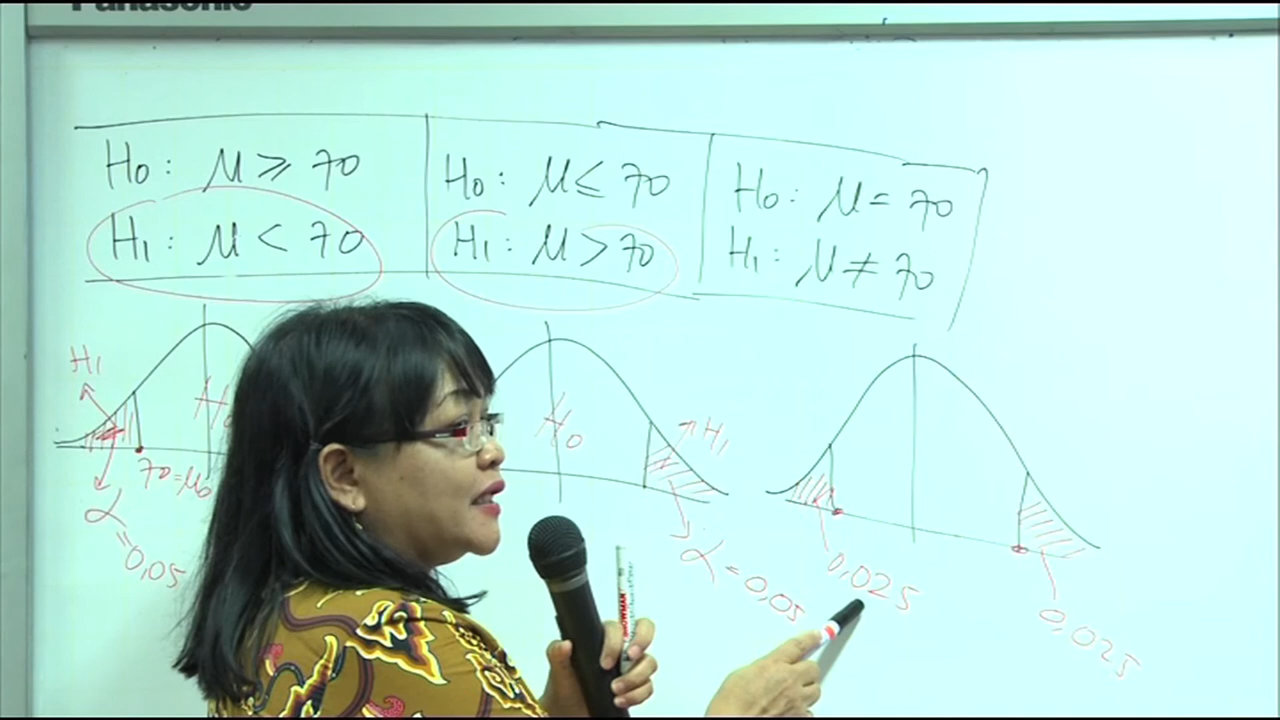 Panasonic
H₀: μ ≥ 70
H₁: μ < 70
H₀: μ ≤ 70
H₁: μ > 70
H₀: μ = 70
H₁: μ ≠ 70
H₁
70 = μ₀
α
= 0,05
H₀
H₁
α = 0,05
0,025
0,025
SNOWMAN